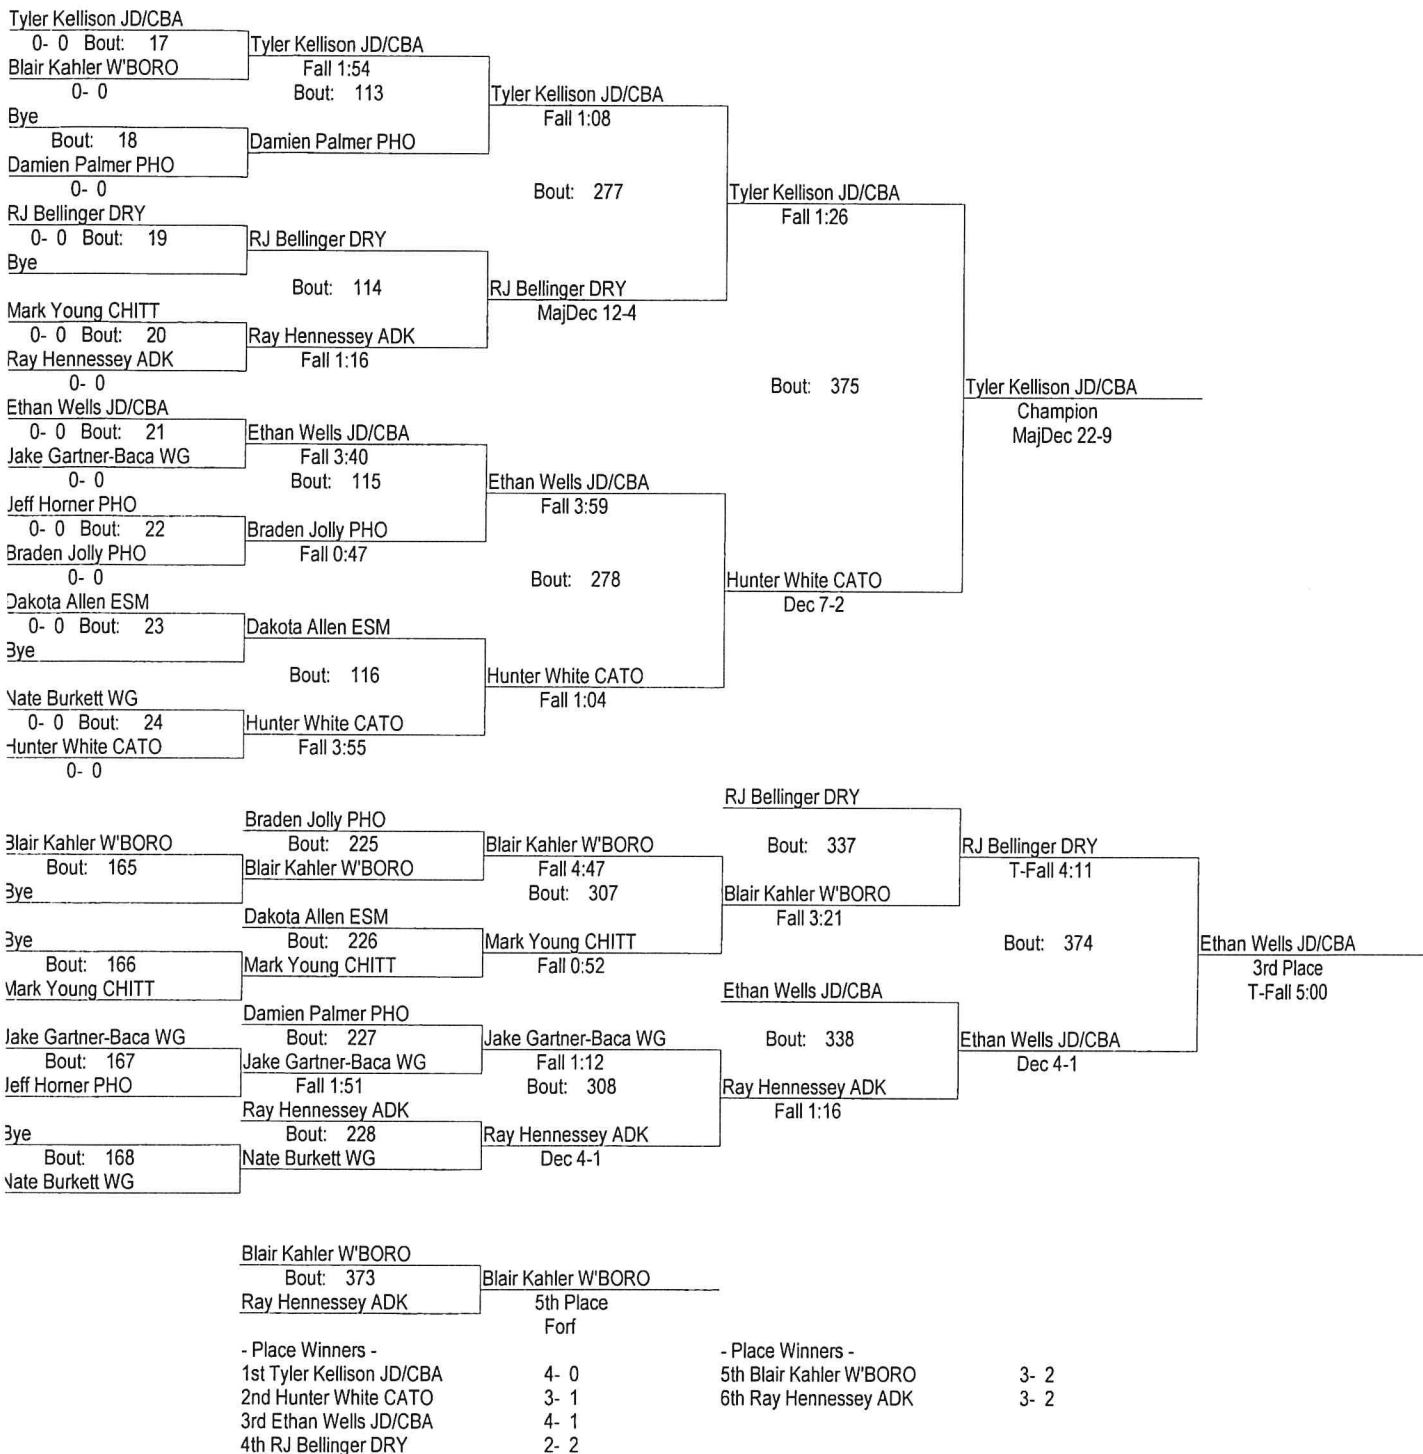 Tyler Kellison JD/CBA
0- 0 Bout: 17
Blair Kahler W'BORO
0- 0
Bye
Bout: 18
Damien Palmer PHO
0- 0
RJ Bellinger DRY
0- 0 Bout: 19
Bye
Mark Young CHITT
0- 0 Bout: 20
Ray Hennessey ADK
0- 0
Ethan Wells JD/CBA
0- 0 Bout: 21
Jake Gartner-Baca WG
0- 0
Jeff Horner PHO
0- 0 Bout: 22
Braden Jolly PHO
0- 0
Dakota Allen ESM
0- 0 Bout: 23
Bye
Nate Burkett WG
0- 0 Bout: 24
Hunter White CATO
0- 0
Tyler Kellison JD/CBA
Fall 1:54
Bout: 113
Damien Palmer PHO
RJ Bellinger DRY
Bout: 114
Ray Hennessey ADK
Fall 1:16
Ethan Wells JD/CBA
Fall 3:40
Bout: 115
Braden Jolly PHO
Fall 0:47
Dakota Allen ESM
Bout: 116
Hunter White CATO
Fall 3:55
Tyler Kellison JD/CBA
Fall 1:08
Bout: 277
RJ Bellinger DRY
MajDec 12-4
Ethan Wells JD/CBA
Fall 3:59
Bout: 278
Hunter White CATO
Fall 1:04
Tyler Kellison JD/CBA
Fall 1:26
Bout: 375
Hunter White CATO
Dec 7-2
Tyler Kellison JD/CBA
Champion
MajDec 22-9
Blair Kahler W'BORO
Bout: 165
Bye
Bye
Bout: 166
Mark Young CHITT
Jake Gartner-Baca WG
Bout: 167
Jeff Horner PHO
Bye
Bout: 168
Nate Burkett WG
Braden Jolly PHO
Bout: 225
Blair Kahler W'BORO
Dakota Allen ESM
Bout: 226
Mark Young CHITT
Damien Palmer PHO
Bout: 227
Jake Gartner-Baca WG
Fall 1:51
Ray Hennessey ADK
Bout: 228
Nate Burkett WG
Blair Kahler W'BORO
Fall 4:47
Bout: 307
Mark Young CHITT
Fall 0:52
Jake Gartner-Baca WG
Fall 1:12
Bout: 308
Ray Hennessey ADK
Dec 4-1
RJ Bellinger DRY
Bout: 337
Blair Kahler W'BORO
Fall 3:21
Ethan Wells JD/CBA
Bout: 338
Ray Hennessey ADK
Fall 1:16
RJ Bellinger DRY
T-Fall 4:11
Bout: 374
Ethan Wells JD/CBA
Dec 4-1
Ethan Wells JD/CBA
3rd Place
T-Fall 5:00
Blair Kahler W'BORO
Bout: 373
Ray Hennessey ADK
Blair Kahler W'BORO
5th Place
Forf
- Place Winners -
1st Tyler Kellison JD/CBA 4- 0
2nd Hunter White CATO 3- 1
3rd Ethan Wells JD/CBA 4- 1
4th RJ Bellinger DRY 2- 2
- Place Winners -
5th Blair Kahler W'BORO 3- 2
6th Ray Hennessey ADK 3- 2